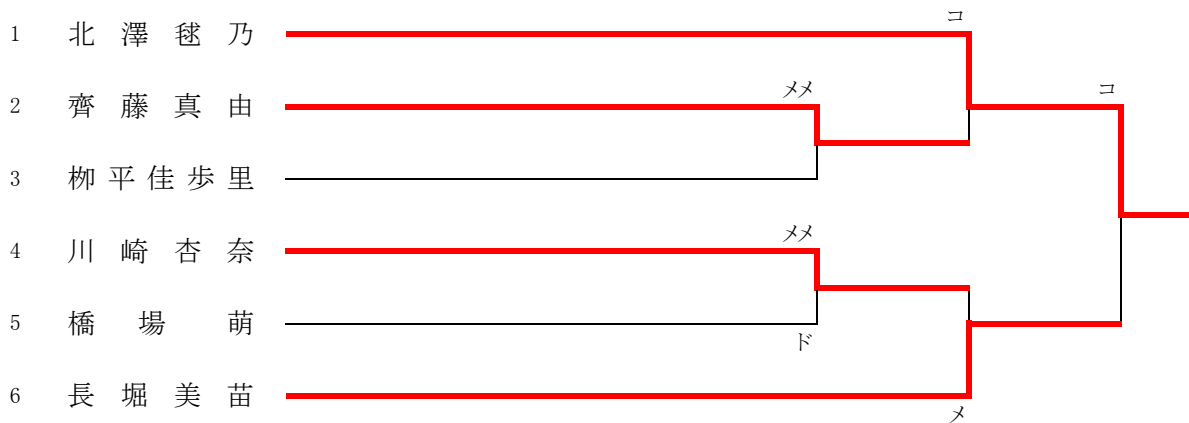 コ
1 北澤毬乃
メメ コ
2 齊藤真由
3 栁平佳歩里
メメ
4 川崎杏奈
5 橋場萌
ド
6 長堀美苗
メ